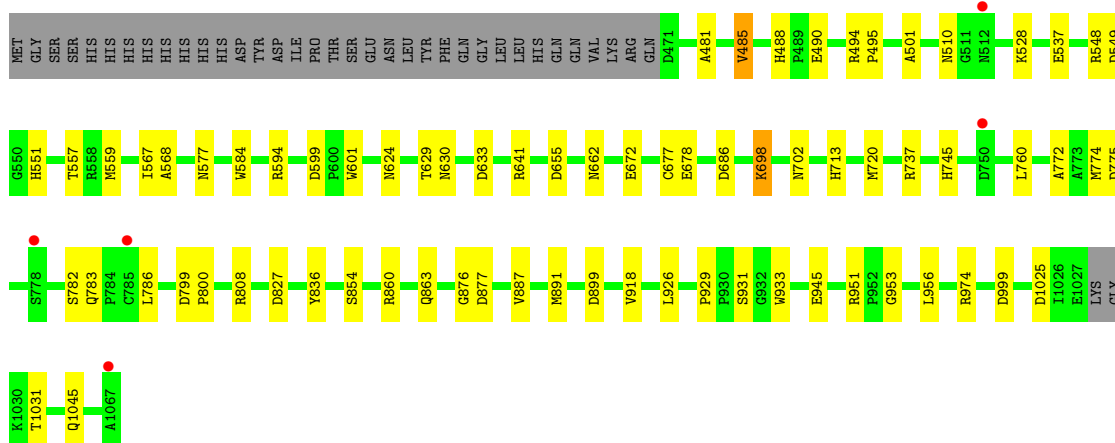 MET GLY SER SER HIS HIS HIS HIS HIS HIS HIS HIS HIS HIS ASP TYR ASP ILE PRO THR SER GLU ASN LEU TYR PHE GLN GLY LEU LEU HIS GLN GLN VAL LYS ARG GLN D471 A481 V485 H488 P489 E490 R494 P495 A501 N510 G511 N512 K528 E537 R548 D549
G550 H551 T557 R558 M559 I567 A568 N577 W584 R594 D599 P600 W601 N624 T629 N630 D633 R641 D655 N662 E672 C677 E678 D686 K698 N702 H713 M720 R737 H745 D750 L760 A772 A773 M774 D775
S778 S782 Q783 P784 C785 L786 D799 P800 R808 D827 Y836 S854 R860 Q863 G876 D877 V887 M891 D899 V918 L926 P929 P930 S931 G932 W933 E945 R951 P952 G953 L956 R974 D999 D1025 I1026 E1027 LYS GLY
K1030 T1031 Q1045 A1067